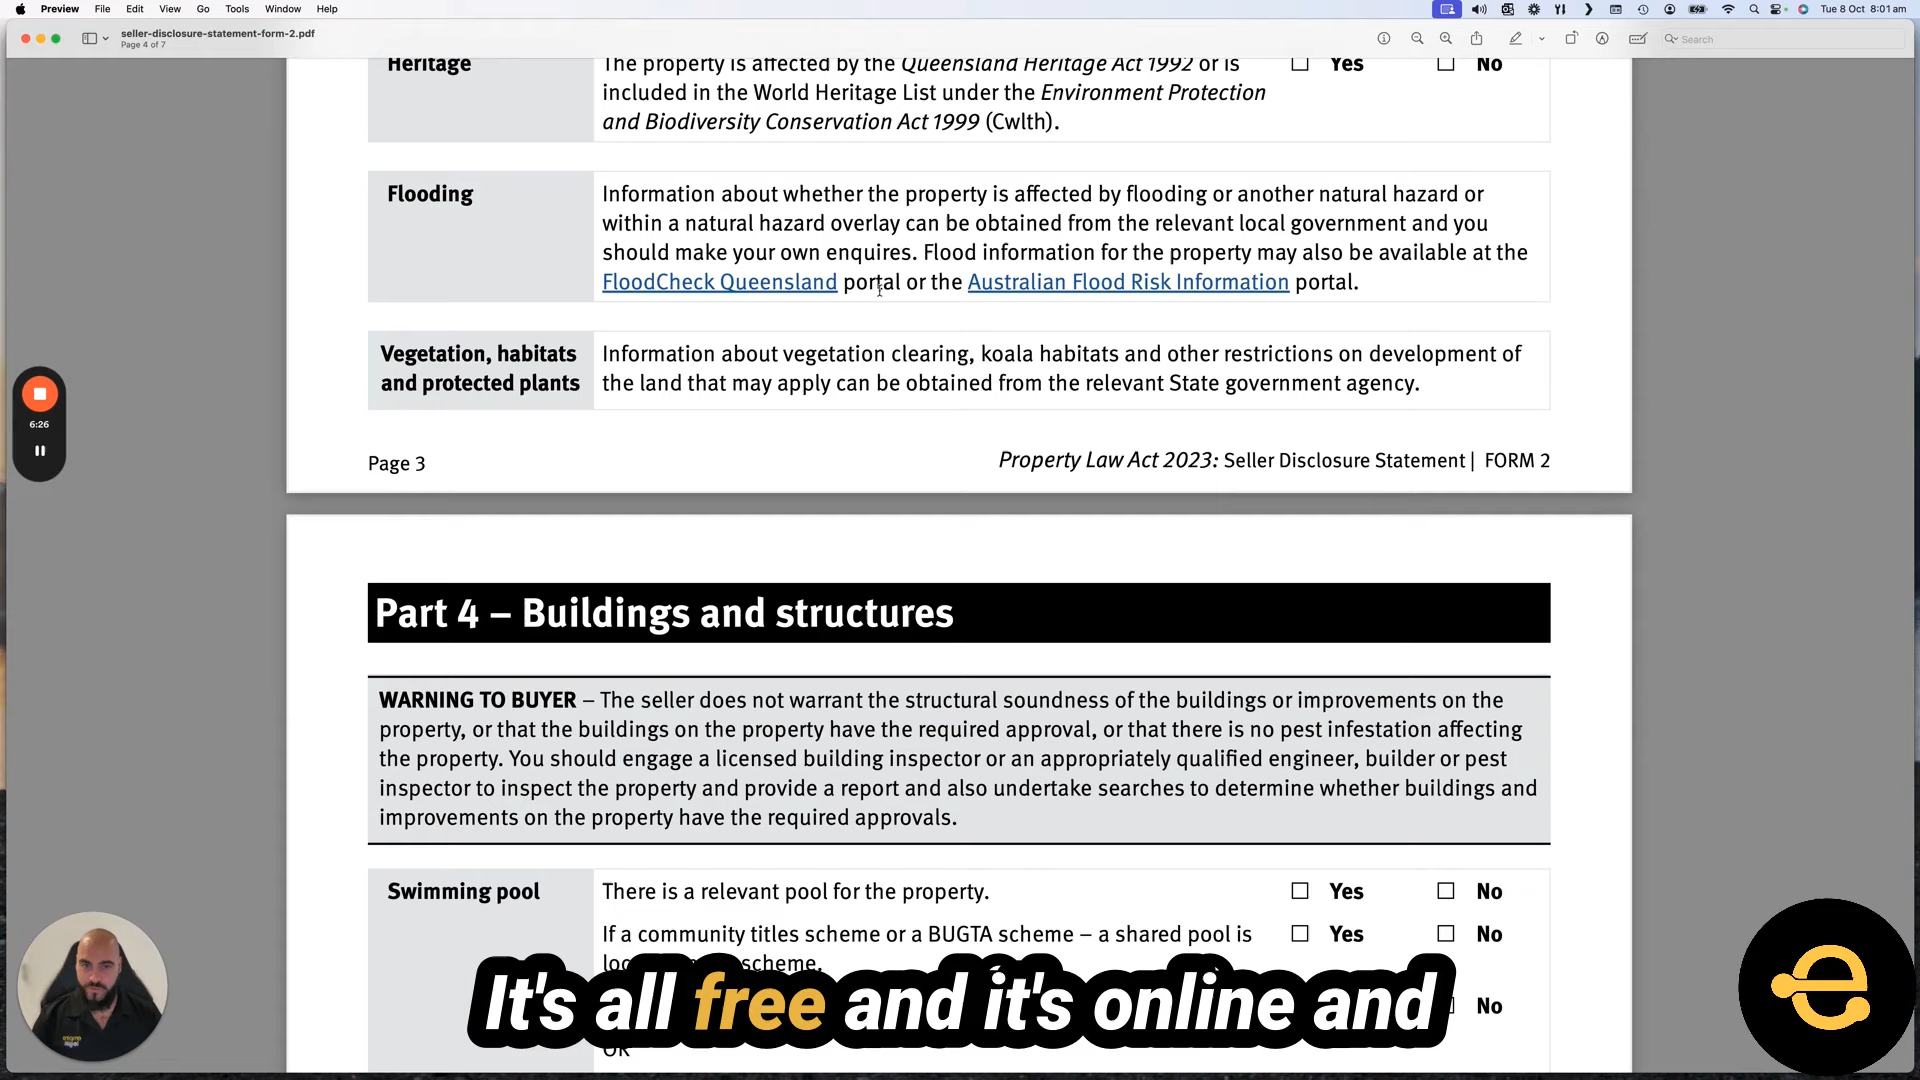 Preview File Edit View Go Tools Window Help
Tue 8 Oct 8:01am
seller-disclosure-statement-form-2.pdf
Page 4 of 7
Search
Heritage
The property is affected by the Queensland Heritage Act 1992 or is
included in the World Heritage List under the Environment Protection
and Biodiversity Conservation Act 1999 (Cwlth).
Yes No
Flooding
Information about whether the property is affected by flooding or another natural hazard or
within a natural hazard overlay can be obtained from the relevant local government and you
should make your own enquires. Flood information for the property may also be available at the
FloodCheck Queensland portal or the Australian Flood Risk Information portal.
Vegetation, habitats
and protected plants
Information about vegetation clearing, koala habitats and other restrictions on development of
the land that may apply can be obtained from the relevant State government agency.
6:26
Page 3
Property Law Act 2023: Seller Disclosure Statement | FORM 2
Part 4 – Buildings and structures
WARNING TO BUYER – The seller does not warrant the structural soundness of the buildings or improvements on the
property, or that the buildings on the property have the required approval, or that there is no pest infestation affecting
the property. You should engage a licensed building inspector or an appropriately qualified engineer, builder or pest
inspector to inspect the property and provide a report and also undertake searches to determine whether buildings and
improvements on the property have the required approvals.
Swimming pool
There is a relevant pool for the property.
Yes No
If a community titles scheme or a BUGTA scheme – a shared pool is
scheme.
Yes No
No
OR
It's all free and it's online and
e